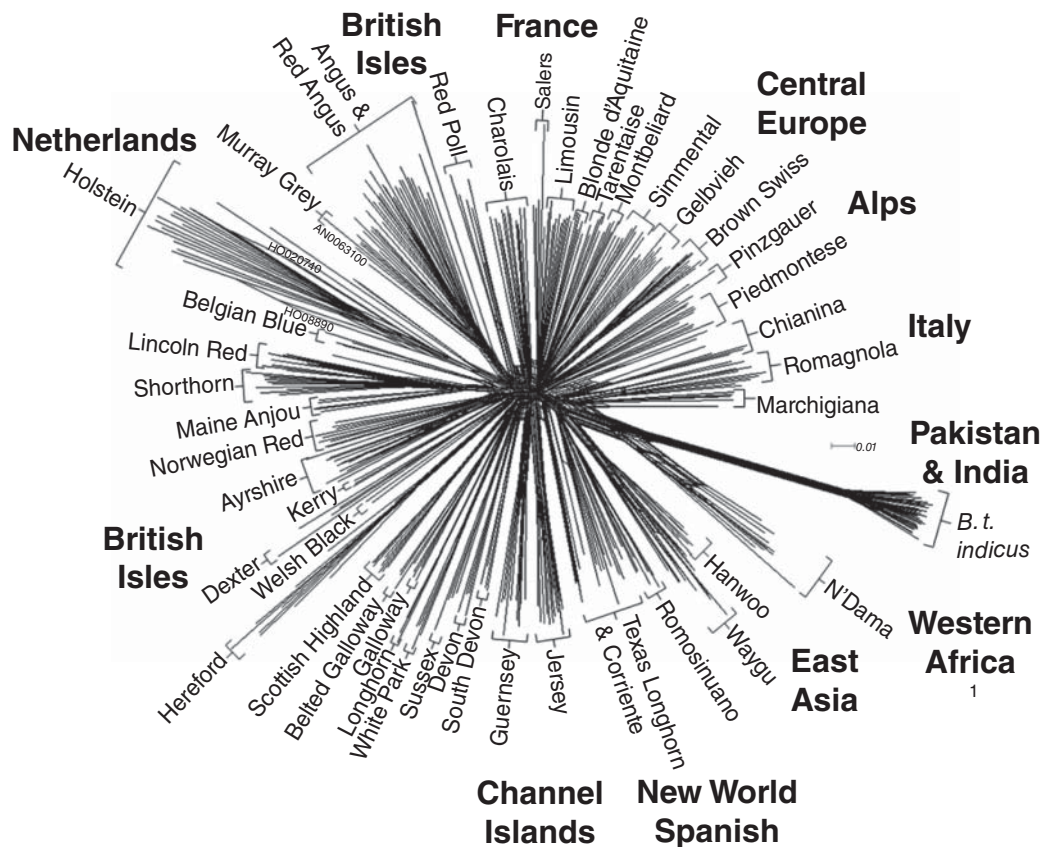 British
Isles
France
Central
Europe
Alps
Italy
Pakistan
& India
Western
Africa
1
East
Asia
New World
Spanish
Channel
Islands
British
Isles
Netherlands
Holstein
Murray Grey
Angus &
Red Angus
Red Poll
Charolais
Salers
Limousin
Blonde d'Aquitaine
Tarentaise
Montbeliard
Simmental
Gelbvieh
Brown Swiss
Pinzgauer
Piedmontese
Chianina
Romagnola
Marchigiana
0.01
B. t.
indicus
N'Dama
Hanwoo
Waygu
Romosinuano
Texas Longhorn
& Corriente
Jersey
Guernsey
South Devon
Devon
Sussex
White Park
Longhorn
Galloway
Belted Galloway
Scottish Highland
Hereford
Welsh Black
Dexter
Kerry
Ayrshire
Norwegian Red
Maine Anjou
Shorthorn
Lincoln Red
Belgian Blue
HO08890
HO020740
AN0063100